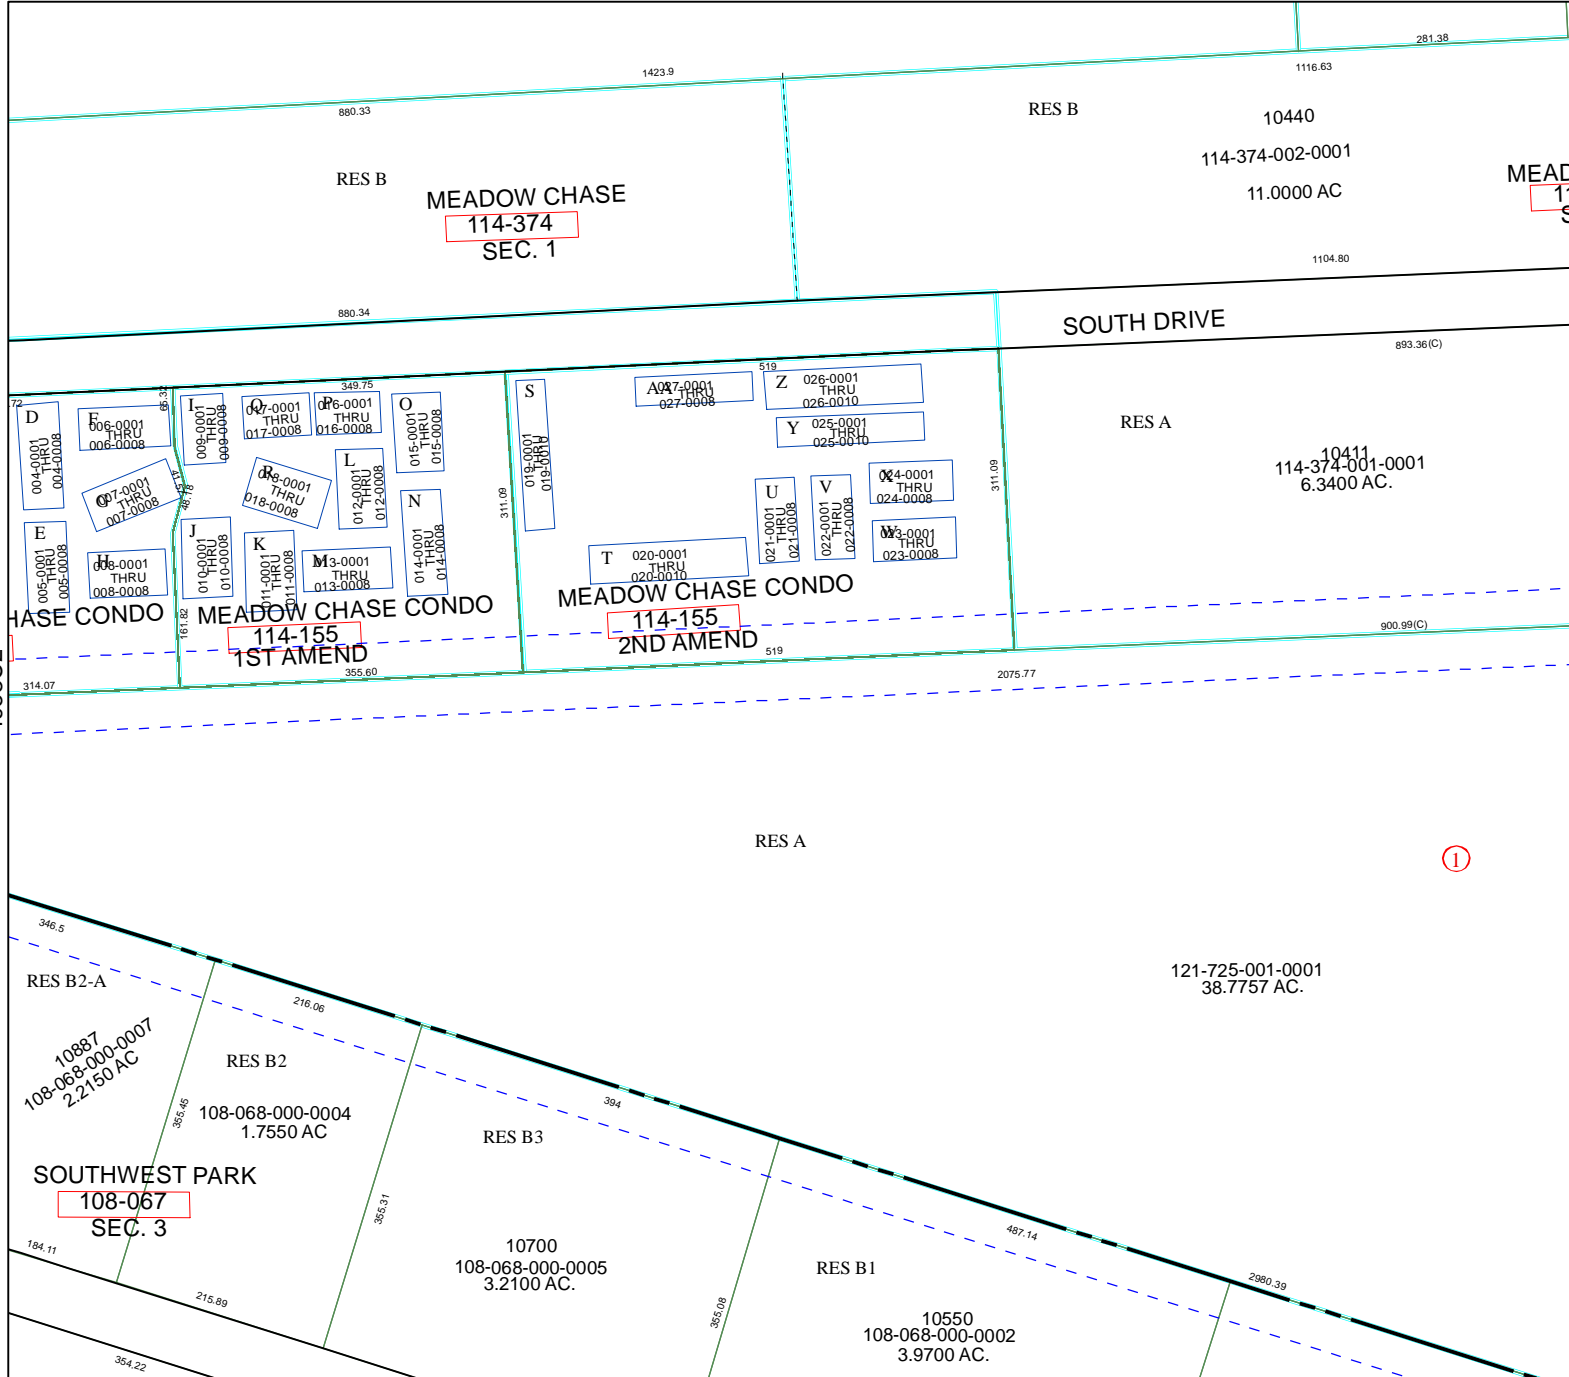 281.38
1423.9
1116.63
880.33
RES B
10440
114-374-002-0001
11.0000 AC
RES B
MEADOW CHASE
114-374
SEC. 1
1104.80
880.34
SOUTH DRIVE
893.36(C)
519
349.75
65.32
.72
D
004-0001
THRU
004-0008
F
006-0001
THRU
006-0008
I
009-0001
THRU
009-0008
Q
017-0001
THRU
017-0008
P
016-0001
THRU
016-0008
O
015-0001
THRU
015-0008
S
019-0001
THRU
019-0010
AA
027-0001
THRU
027-0008
Z
026-0001
THRU
026-0010
Y
025-0001
THRU
025-0010
RES A
10411
114-374-001-0001
6.3400 AC.
G
007-0001
THRU
007-0008
41.57
48.18
R
018-0001
THRU
018-0008
L
012-0001
THRU
012-0008
N
014-0001
THRU
014-0008
311.09
U
021-0001
THRU
021-0008
V
022-0001
THRU
022-0008
X
024-0001
THRU
024-0008
311.09
E
005-0001
THRU
005-0008
H
008-0001
THRU
008-0008
J
010-0001
THRU
010-0008
K
011-0001
THRU
011-0008
M
013-0001
THRU
013-0008
T
020-0001
THRU
020-0010
W
023-0001
THRU
023-0008
HASE CONDO
161.82
MEADOW CHASE CONDO
114-155
1ST AMEND
MEADOW CHASE CONDO
114-155
2ND AMEND
900.99(C)
314.07
355.60
519
2075.77
RES A
1
346.5
121-725-001-0001
38.7757 AC.
RES B2-A
10887
108-068-000-0007
2.2150 AC
216.06
RES B2
108-068-000-0004
1.7550 AC
355.45
394
RES B3
SOUTHWEST PARK
108-067
SEC. 3
355.31
184.11
215.89
354.22
10700
108-068-000-0005
3.2100 AC.
487.14
RES B1
2980.39
355.08
10550
108-068-000-0002
3.9700 AC.